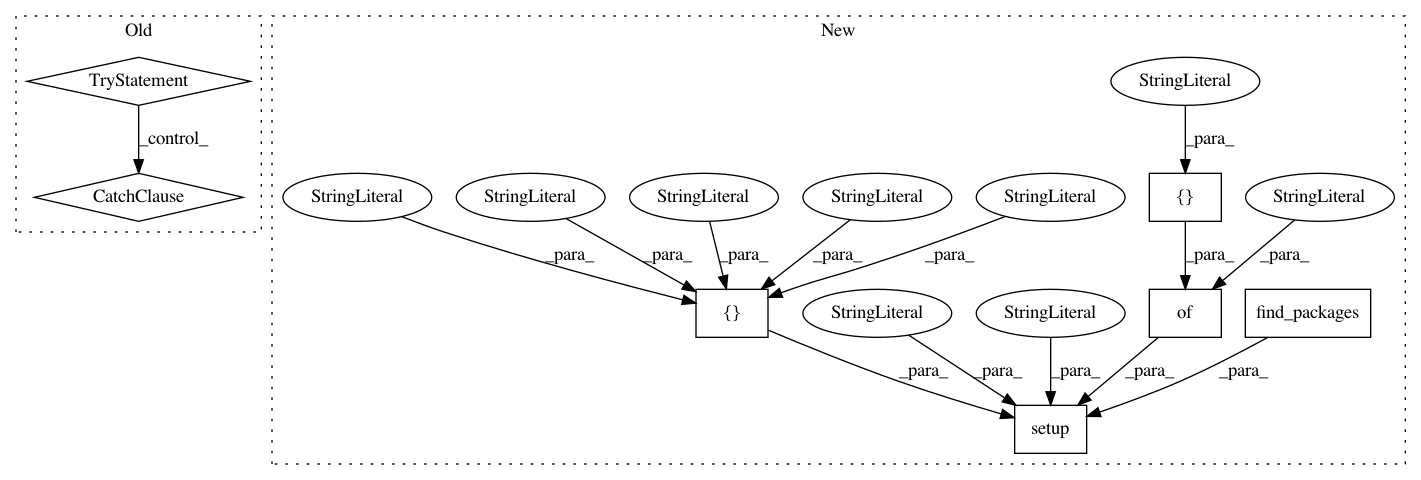 Old
New
TryStatement
StringLiteral
_control_
_para_
CatchClause
StringLiteral
StringLiteral
StringLiteral
StringLiteral
StringLiteral
{}
StringLiteral
_para_
_para_
_para_
_para_
_para_
_para_
_para_
{}
StringLiteral
StringLiteral
of
find_packages
_para_
_para_
_para_
_para_
_para_
setup